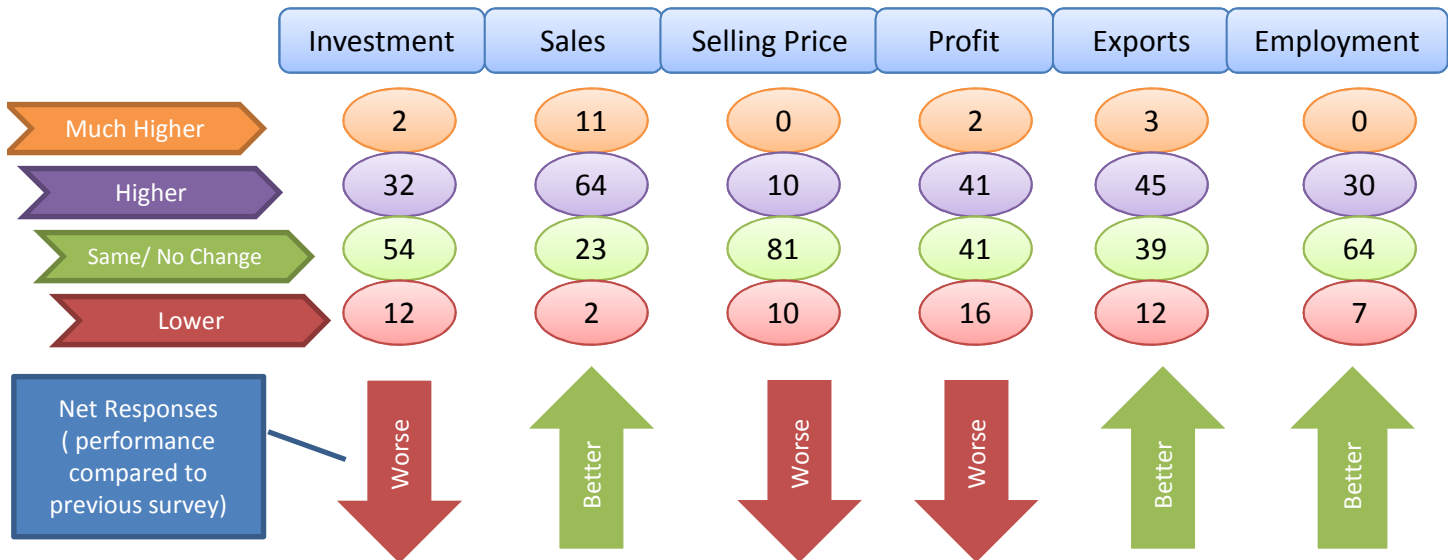 Investment Sales Selling Price Profit Exports Employment
Much Higher 2 11 0 2 3 0
Higher 32 64 10 41 45 30
Same/ No Change 54 23 81 41 39 64
Lower 12 2 10 16 12 7
Net Responses
( performance
compared to
previous survey)
Worse Better Worse Worse Better Better